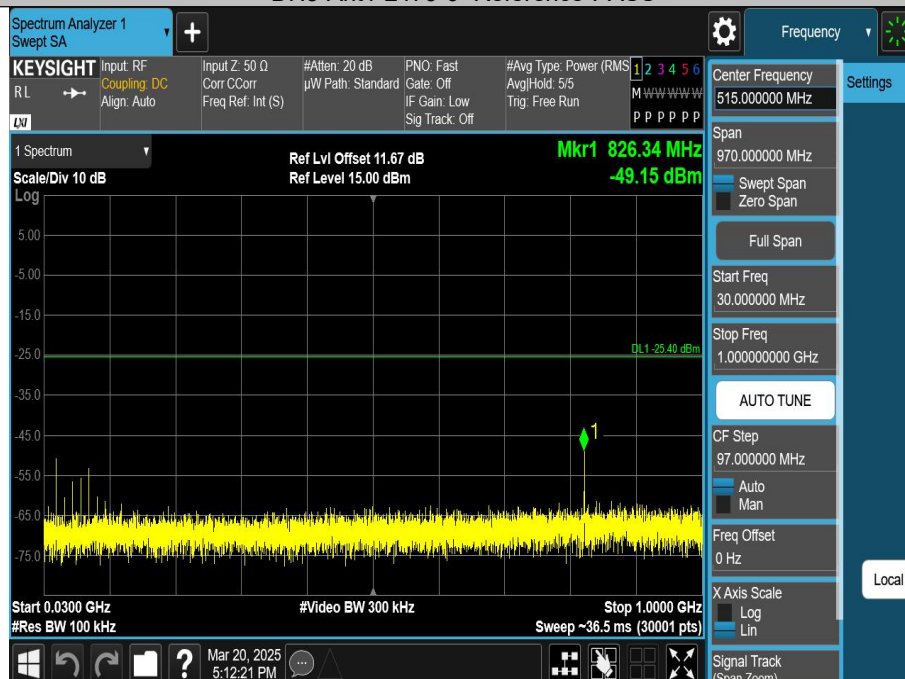 Spectrum Analyzer 1
Swept SA
Frequency
KEYSIGHT
RL
LXI
Input: RF
Coupling: DC
Align: Auto
Input Z: 50 Ω
Corr CCorr
Freq Ref: Int (S)
#Atten: 20 dB
µW Path: Standard
PNO: Fast
Gate: Off
IF Gain: Low
Sig Track: Off
#Avg Type: Power (RMS
Avg|Hold: 5/5
Trig: Free Run
1 2 3 4 5 6
M W W W W W
P P P P P P
1 Spectrum
Scale/Div 10 dB
Log
Ref Lvl Offset 11.67 dB
Ref Level 15.00 dBm
Mkr1 826.34 MHz
-49.15 dBm
5.00
-5.00
-15.0
-25.0
-35.0
-45.0
-55.0
-65.0
-75.0
DL1 -25.40 dBm
1
Start 0.0300 GHz
#Res BW 100 kHz
#Video BW 300 kHz
Stop 1.0000 GHz
Sweep ~36.5 ms (30001 pts)
Mar 20, 2025
5:12:21 PM
Center Frequency
515.000000 MHz
Span
970.000000 MHz
Swept Span
Zero Span
Full Span
Start Freq
30.000000 MHz
Stop Freq
1.000000000 GHz
AUTO TUNE
CF Step
97.000000 MHz
Auto
Man
Freq Offset
0 Hz
X Axis Scale
Log
Lin
Signal Track
(Span Zoom)
Settings
Local